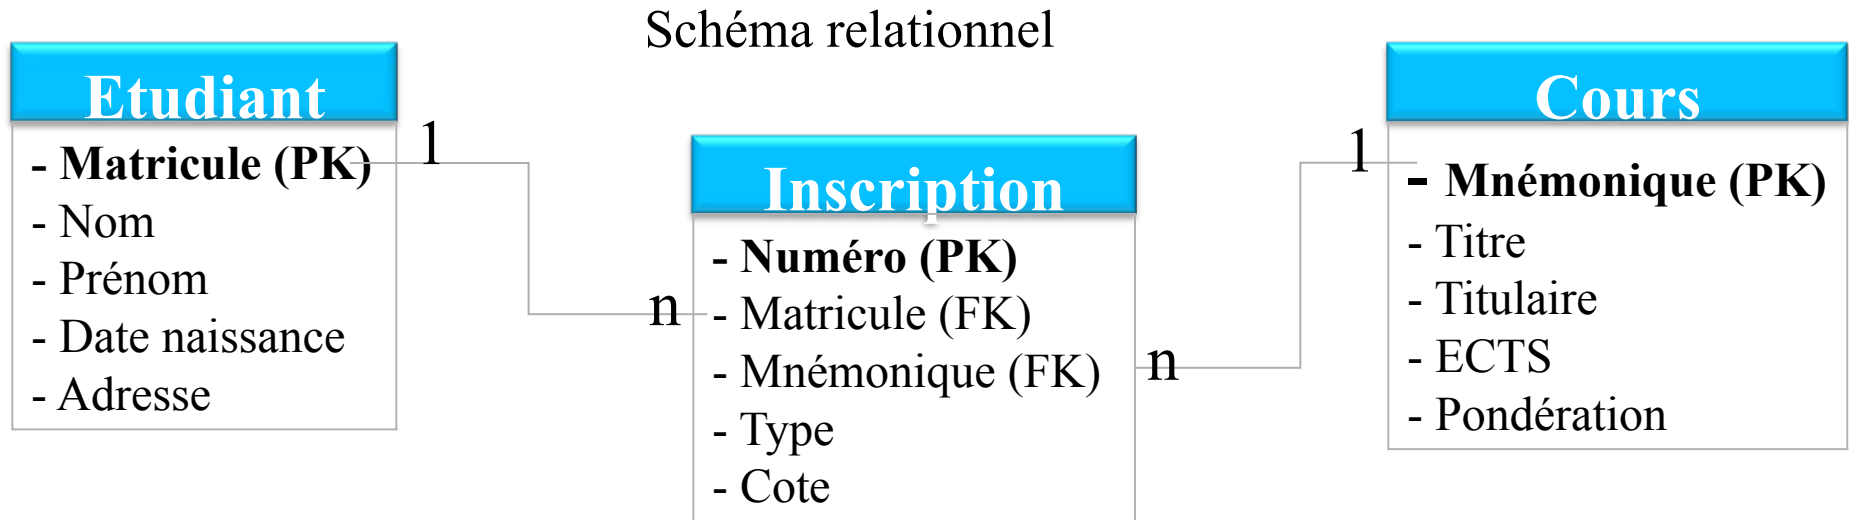 Schéma relationnel
Etudiant
- Matricule (PK)
- Nom
- Prénom
- Date naissance
- Adresse
1
n
Inscription
- Numéro (PK)
- Matricule (FK)
- Mnémonique (FK)
- Type
- Cote
n
1
Cours
- Mnémonique (PK)
- Titre
- Titulaire
- ECTS
- Pondération